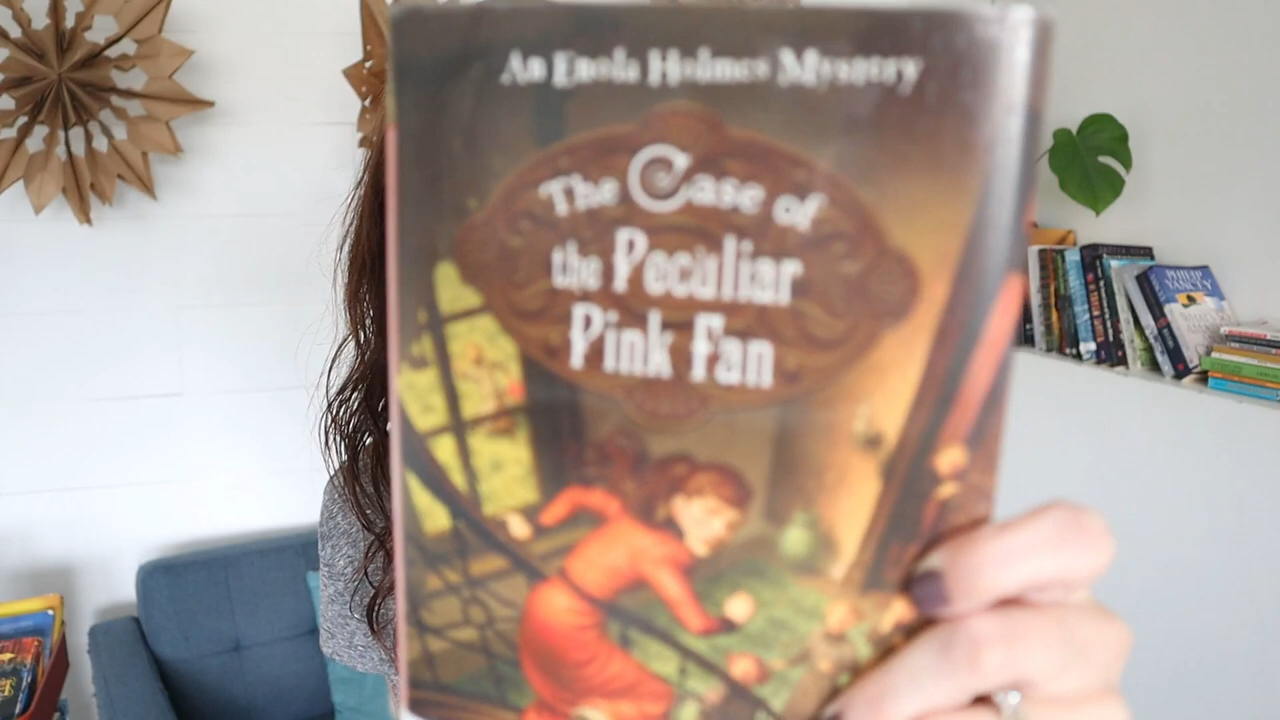 An Enola Holmes Mystery
The Case of
the Peculiar
Pink Fan
PHILIP
YANCEY